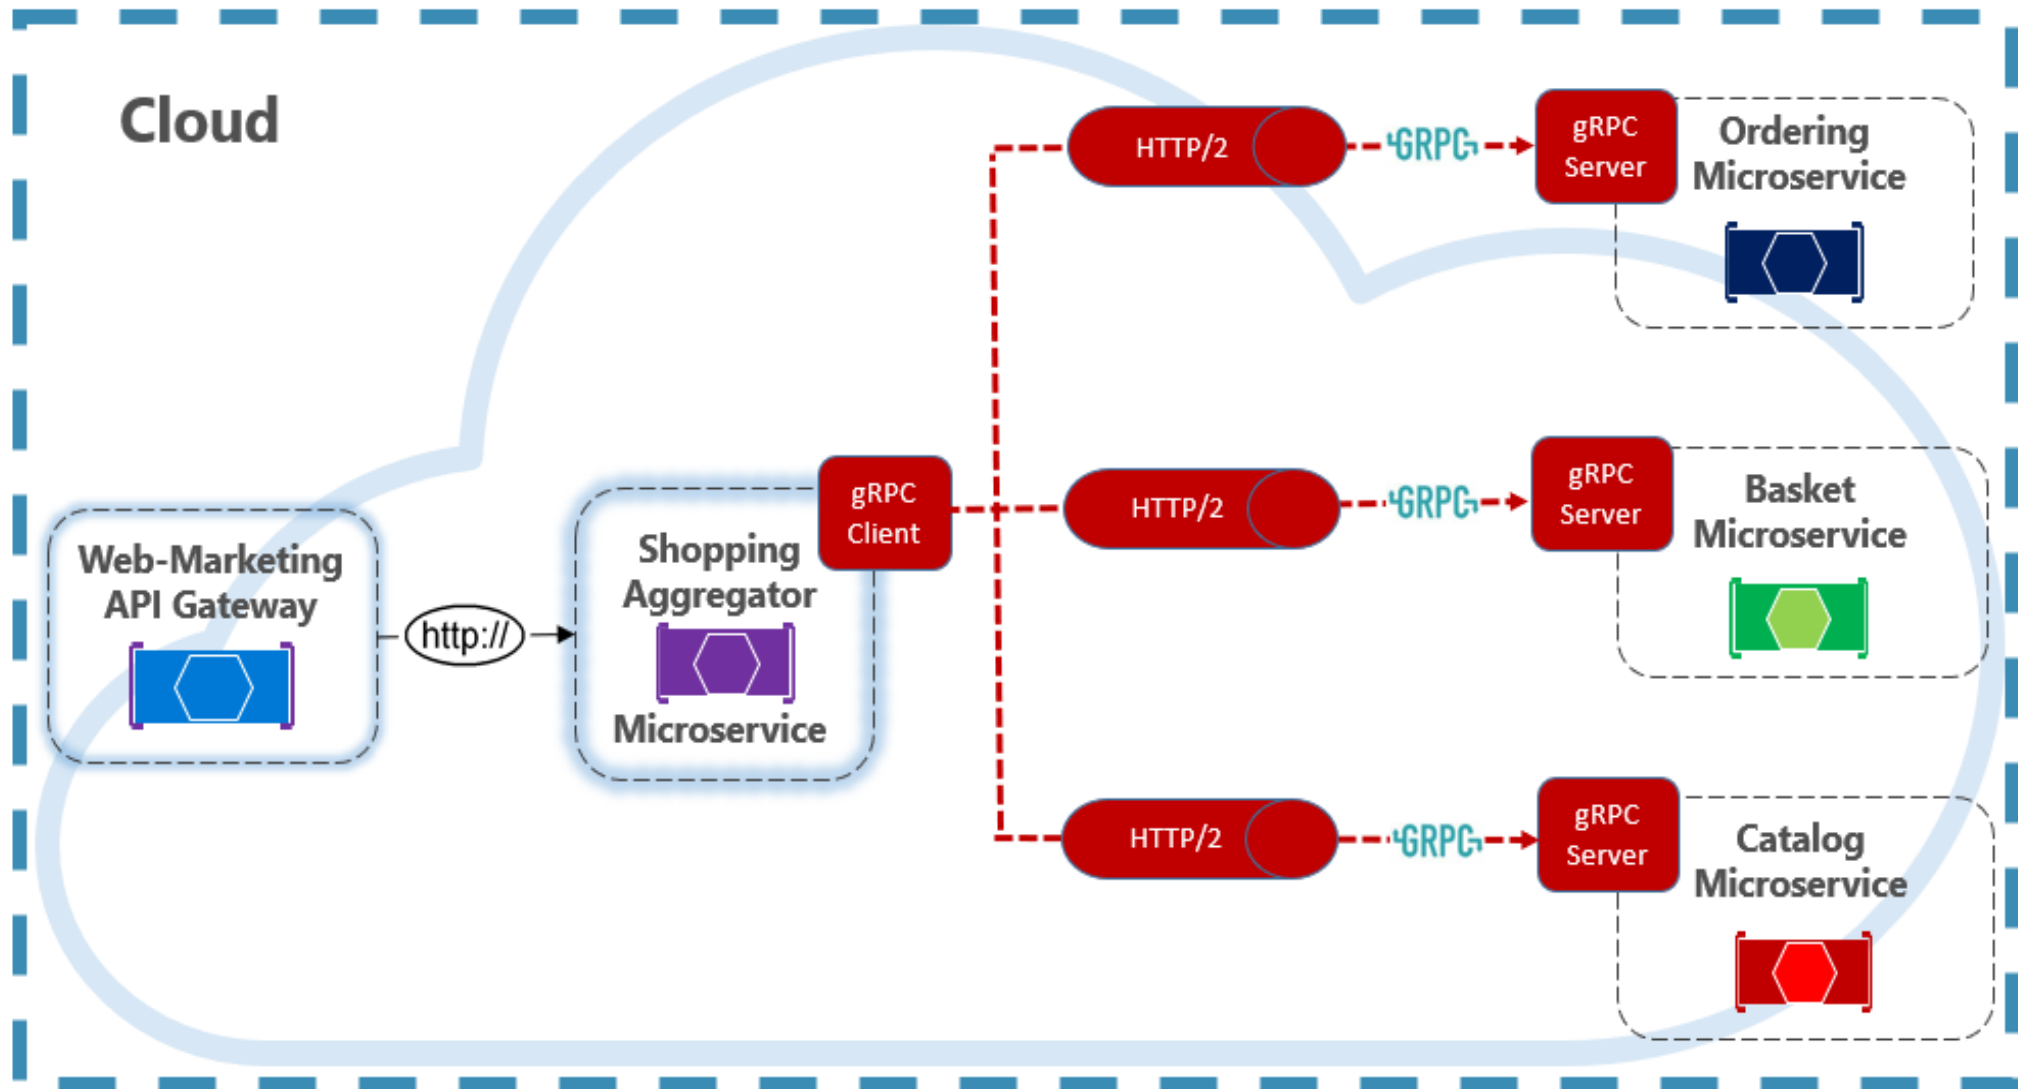 Cloud
Web-Marketing
API Gateway
http://
Shopping
Aggregator
Microservice
gRPC
Client
HTTP/2
GRPC
gRPC
Server
Ordering
Microservice
HTTP/2
GRPC
gRPC
Server
Basket
Microservice
HTTP/2
GRPC
gRPC
Server
Catalog
Microservice